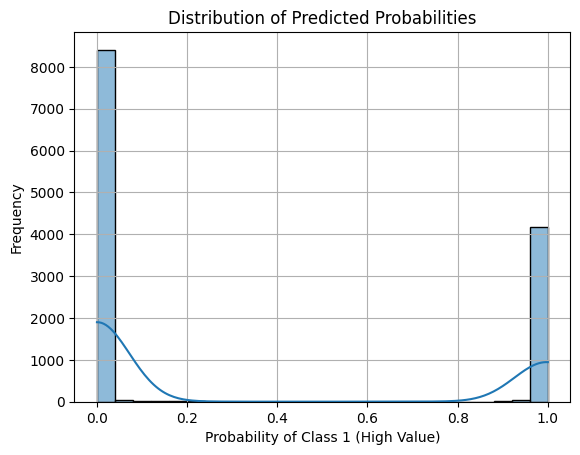 Distribution of Predicted Probabilities
8000
7000
6000
5000
4000
3000
2000
1000
0
Frequency
0.0 0.2 0.4 0.6 0.8 1.0
Probability of Class 1 (High Value)